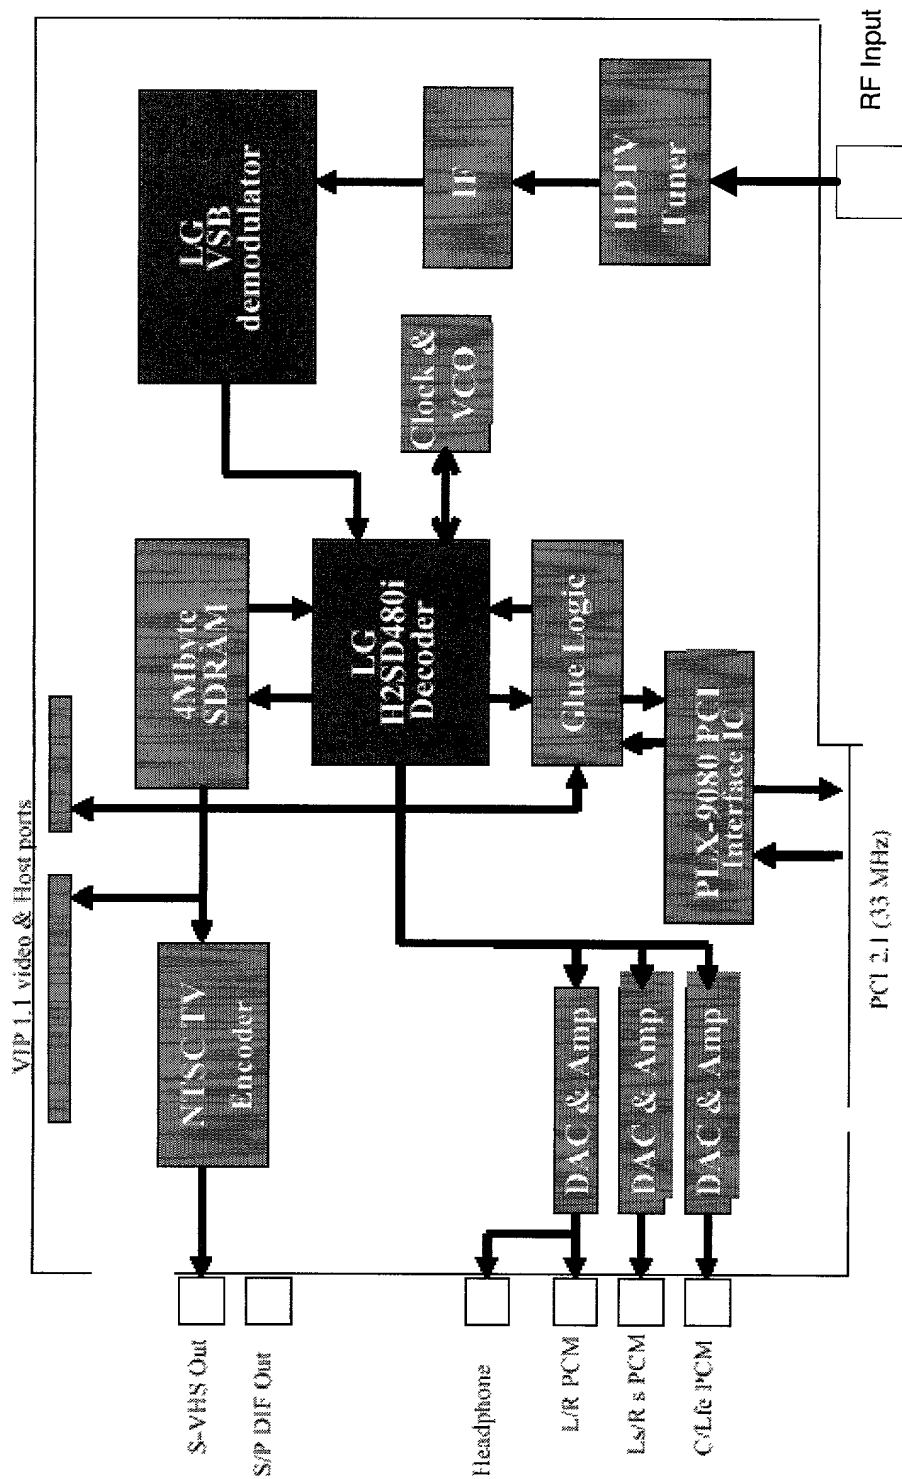 RF Input
LG
VSB
demodulator
IF
HDTV
Tuner
Clock &
VCO
4Mbyte
SDRAM
LG
H2SD480i
Decoder
Glue Logic
PLX-9080 PCI
Interface IC
VIP 1.1 video & Host ports
PCI 2.1 (33 MHz)
NTSC TV
Encoder
DAC & Amp
DAC & Amp
DAC & Amp
S-VHS Out
S/P DIF Out
Headphone
L/R PCM
Ls/R s PCM
C/Lfe PCM